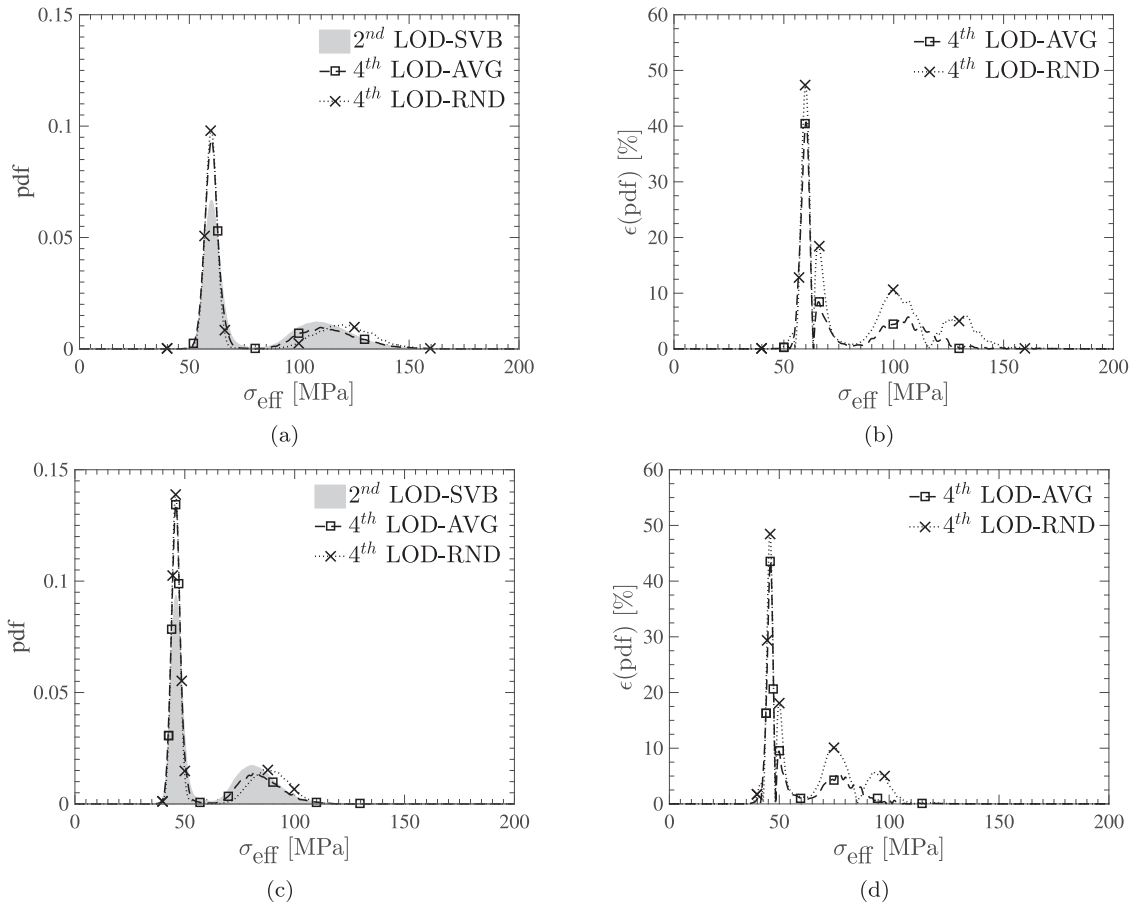 0.15
0.1
0.05
0
pdf
2nd LOD-SVB
4th LOD-AVG
4th LOD-RND
0 50 100 150 200
σeff [MPa]
(a)
60
50
40
30
20
10
0
ϵ(pdf) [%]
4th LOD-AVG
4th LOD-RND
0 50 100 150 200
σeff [MPa]
(b)
0.15
0.1
0.05
0
pdf
2nd LOD-SVB
4th LOD-AVG
4th LOD-RND
0 50 100 150 200
σeff [MPa]
(c)
60
50
40
30
20
10
0
ϵ(pdf) [%]
4th LOD-AVG
4th LOD-RND
0 50 100 150 200
σeff [MPa]
(d)